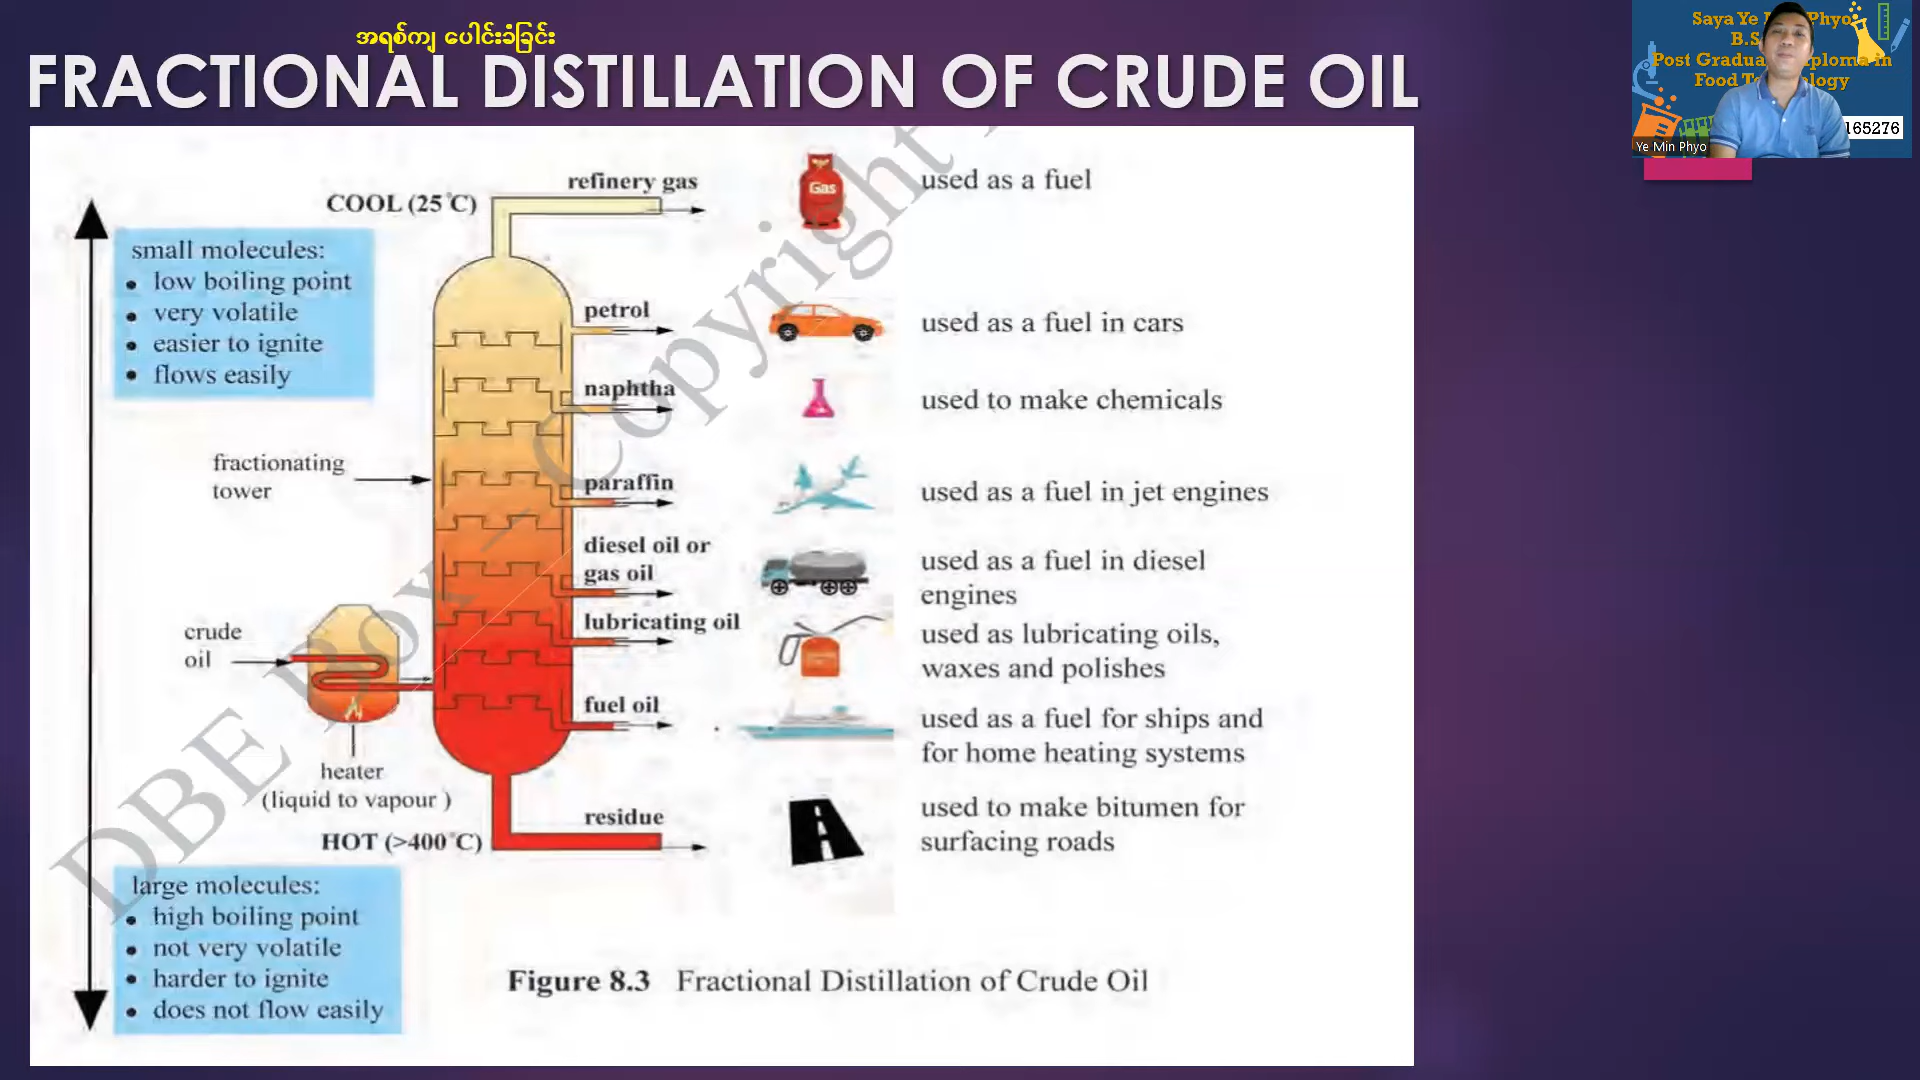 အရစ်ကျ ပေါင်းခံခြင်း
FRACTIONAL DISTILLATION OF CRUDE OIL
Saya Ye Phyo
B.S
Post Gradua iploma in
Food T logy
165276
Ye Min Phyo
COOL (25°C)
refinery gas
Gas
used as a fuel
small molecules:
• low boiling point
• very volatile
• easier to ignite
• flows easily
petrol
used as a fuel in cars
naphtha
used to make chemicals
fractionating
tower
paraffin
used as a fuel in jet engines
diesel oil or
gas oil
used as a fuel in diesel
engines
crude
oil
lubricating oil
used as lubricating oils,
waxes and polishes
fuel oil
used as a fuel for ships and
for home heating systems
heater
(liquid to vapour )
HOT (>400°C)
residue
used to make bitumen for
surfacing roads
large molecules:
• high boiling point
• not very volatile
• harder to ignite
• does not flow easily
Figure 8.3 Fractional Distillation of Crude Oil
DBE Box – Copyright